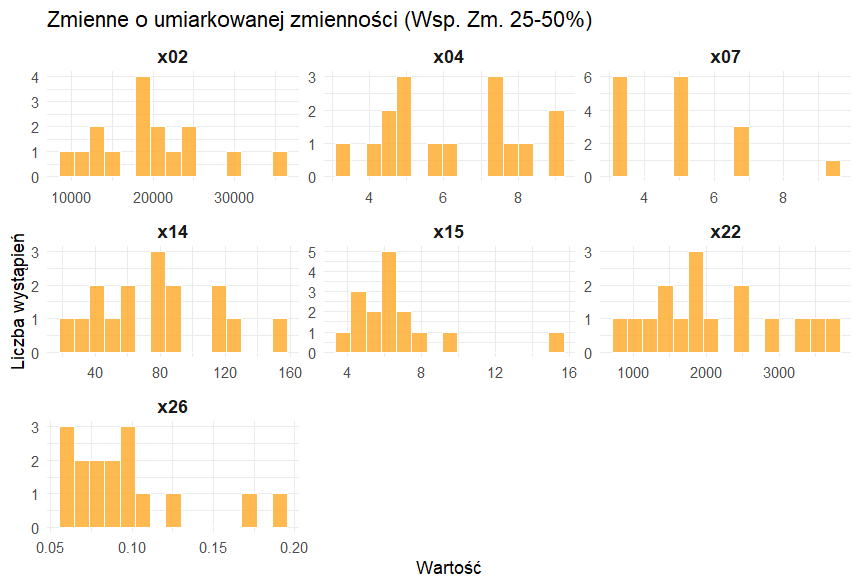 Zmienne o umiarkowanej zmienności (Wsp. Zm. 25-50%)
x02 x04 x07
4
3
2
1
0
10000 20000 30000
3
2
1
0
4 6 8
6
4
2
0
4 6 8
x14 x15 x22
Liczba wystąpień
3
2
1
0
40 80 120 160
5
4
3
2
1
0
4 8 12 16
3
2
1
0
1000 2000 3000
x26
3
2
1
0
0.05 0.10 0.15 0.20
Wartość